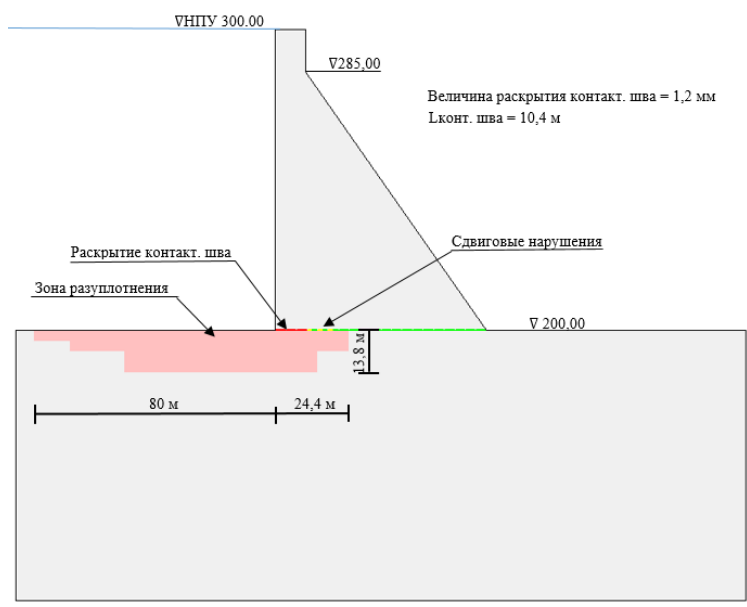 ∇НПУ 300.00
∇285,00
Величина раскрытия контакт. шва = 1,2 мм
Lконт. шва = 10,4 м
Сдвиговые нарушения
Раскрытие контакт. шва
Зона разуплотнения
∇ 200,00
13,8 м
80 м
24,4 м